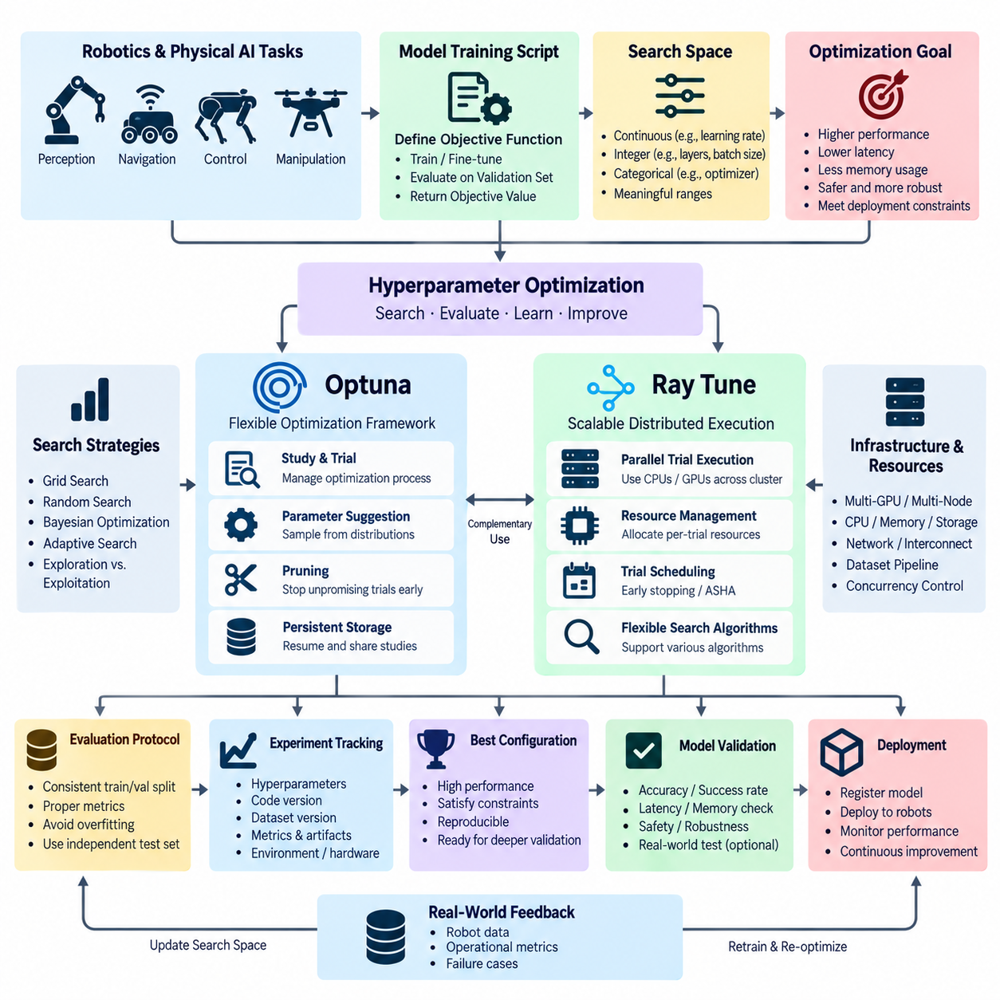 Robotics & Physical AI Tasks
Perception
Navigation
Control
Manipulation
Model Training Script
Define Objective Function
• Train / Fine-tune
• Evaluate on Validation Set
• Return Objective Value
Search Space
• Continuous (e.g., learning rate)
• Integer (e.g., layers, batch size)
• Categorical (e.g., optimizer)
• Meaningful ranges
Optimization Goal
• Higher performance
• Lower latency
• Less memory usage
• Safer and more robust
• Meet deployment constraints
Hyperparameter Optimization
Search · Evaluate · Learn · Improve
Search Strategies
• Grid Search
• Random Search
• Bayesian Optimization
• Adaptive Search
• Exploration vs.
Exploitation
Optuna
Flexible Optimization Framework
Study & Trial
Manage optimization process
Parameter Suggestion
Sample from distributions
Pruning
Stop unpromising trials early
Persistent Storage
Resume and share studies
Complementary
Use
Ray Tune
Scalable Distributed Execution
Parallel Trial Execution
Use CPUs / GPUs across cluster
Resource Management
Allocate per-trial resources
Trial Scheduling
Early stopping / ASHA
Flexible Search Algorithms
Support various algorithms
Infrastructure &
Resources
• Multi-GPU / Multi-Node
• CPU / Memory / Storage
• Network / Interconnect
• Dataset Pipeline
• Concurrency Control
Evaluation Protocol
• Consistent train/val split
• Proper metrics
• Avoid overfitting
• Use independent test set
Experiment Tracking
• Hyperparameters
• Code version
• Dataset version
• Metrics & artifacts
• Environment / hardware
Best Configuration
• High performance
• Satisfy constraints
• Reproducible
• Ready for deeper validation
Model Validation
• Accuracy / Success rate
• Latency / Memory check
• Safety / Robustness
• Real-world test (optional)
Deployment
• Register model
• Deploy to robots
• Monitor performance
• Continuous improvement
Real-World Feedback
• Robot data
• Operational metrics
• Failure cases
Update Search Space
Retrain & Re-optimize